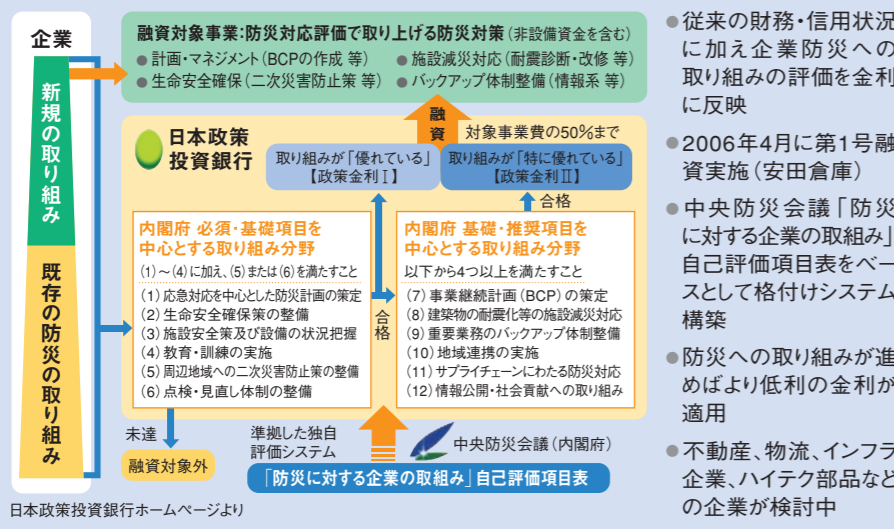 企業
新規の取り組み
既存の防災の取り組み
融資対象事業:防災対応評価で取り上げる防災対策(非設備資金を含む)
●計画・マネジメント(BCPの作成 等)
●施設減災対応(耐震診断・改修 等)
●生命安全確保(二次災害防止策 等)
●バックアップ体制整備(情報系 等)
融資
対象事業費の50%まで
日本政策
投資銀行
取り組みが「優れている」
【政策金利Ⅰ】
取り組みが「特に優れている」
【政策金利Ⅱ】
合格
内閣府 必須・基礎項目を
中心とする取り組み分野
(1)~(4)に加え、(5)または(6)を満たすこと
(1)応急対応を中心とした防災計画の策定
(2)生命安全確保策の整備
(3)施設安全策及び設備の状況把握
(4)教育・訓練の実施
(5)周辺地域への二次災害防止策の整備
(6)点検・見直し体制の整備
合格
内閣府 基礎・推奨項目を
中心とする取り組み分野
以下から4つ以上を満たすこと
(7)事業継続計画(BCP)の策定
(8)建築物の耐震化等の施設減災対応
(9)重要業務のバックアップ体制整備
(10)地域連携の実施
(11)サプライチェーンにわたる防災対応
(12)情報公開・社会貢献への取り組み
未達
融資対象外
準拠した独自
評価システム
中央防災会議(内閣府)
「防災に対する企業の取組み」自己評価項目表
日本政策投資銀行ホームページより
●従来の財務・信用状況
に加え企業防災への
取り組みの評価を金利
に反映
●2006年4月に第1号融
資実施(安田倉庫)
●中央防災会議「防災
に対する企業の取組み」
自己評価項目表をベー
スとして格付けシステム
構築
●防災への取り組みが進
めばより低利の金利が
適用
●不動産、物流、インフラ
企業、ハイテク部品など
の企業が検討中